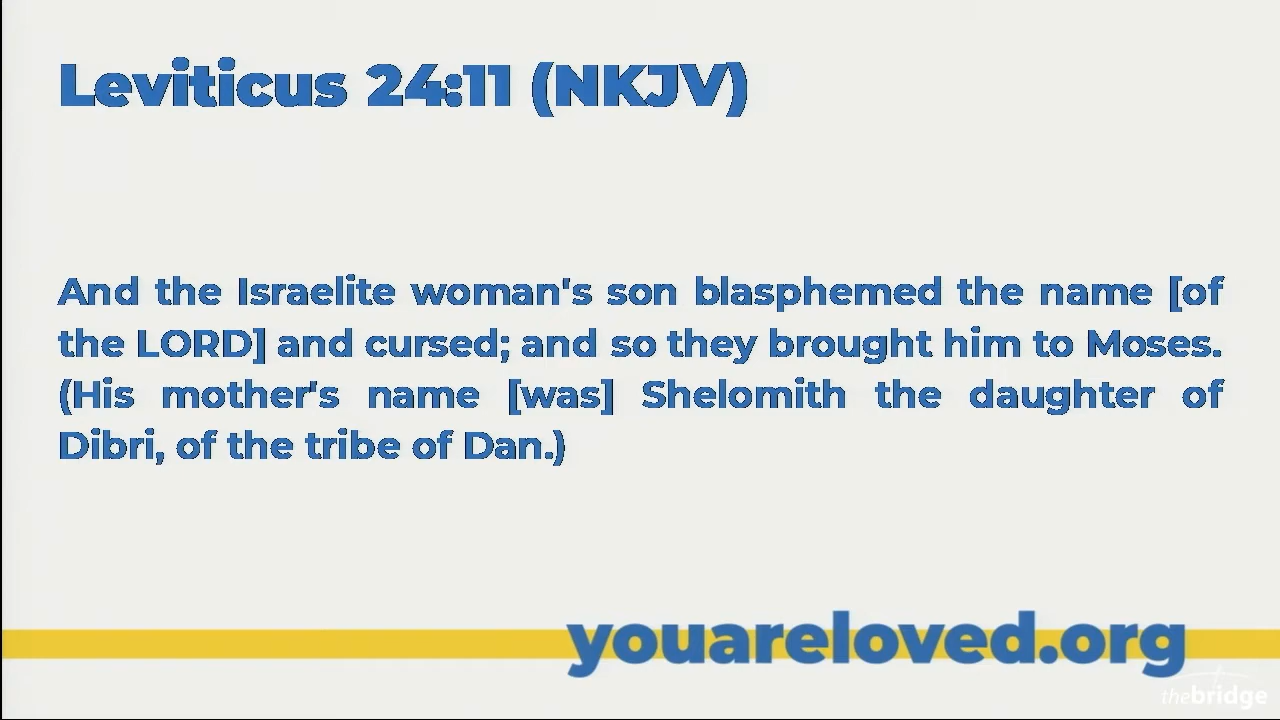 Leviticus 24:11 (NKJV)
And the Israelite woman's son blasphemed the name [of
the LORD] and cursed; and so they brought him to Moses.
(His mother's name [was] Shelomith the daughter of
Dibri, of the tribe of Dan.)
youareloved.org
thebridge